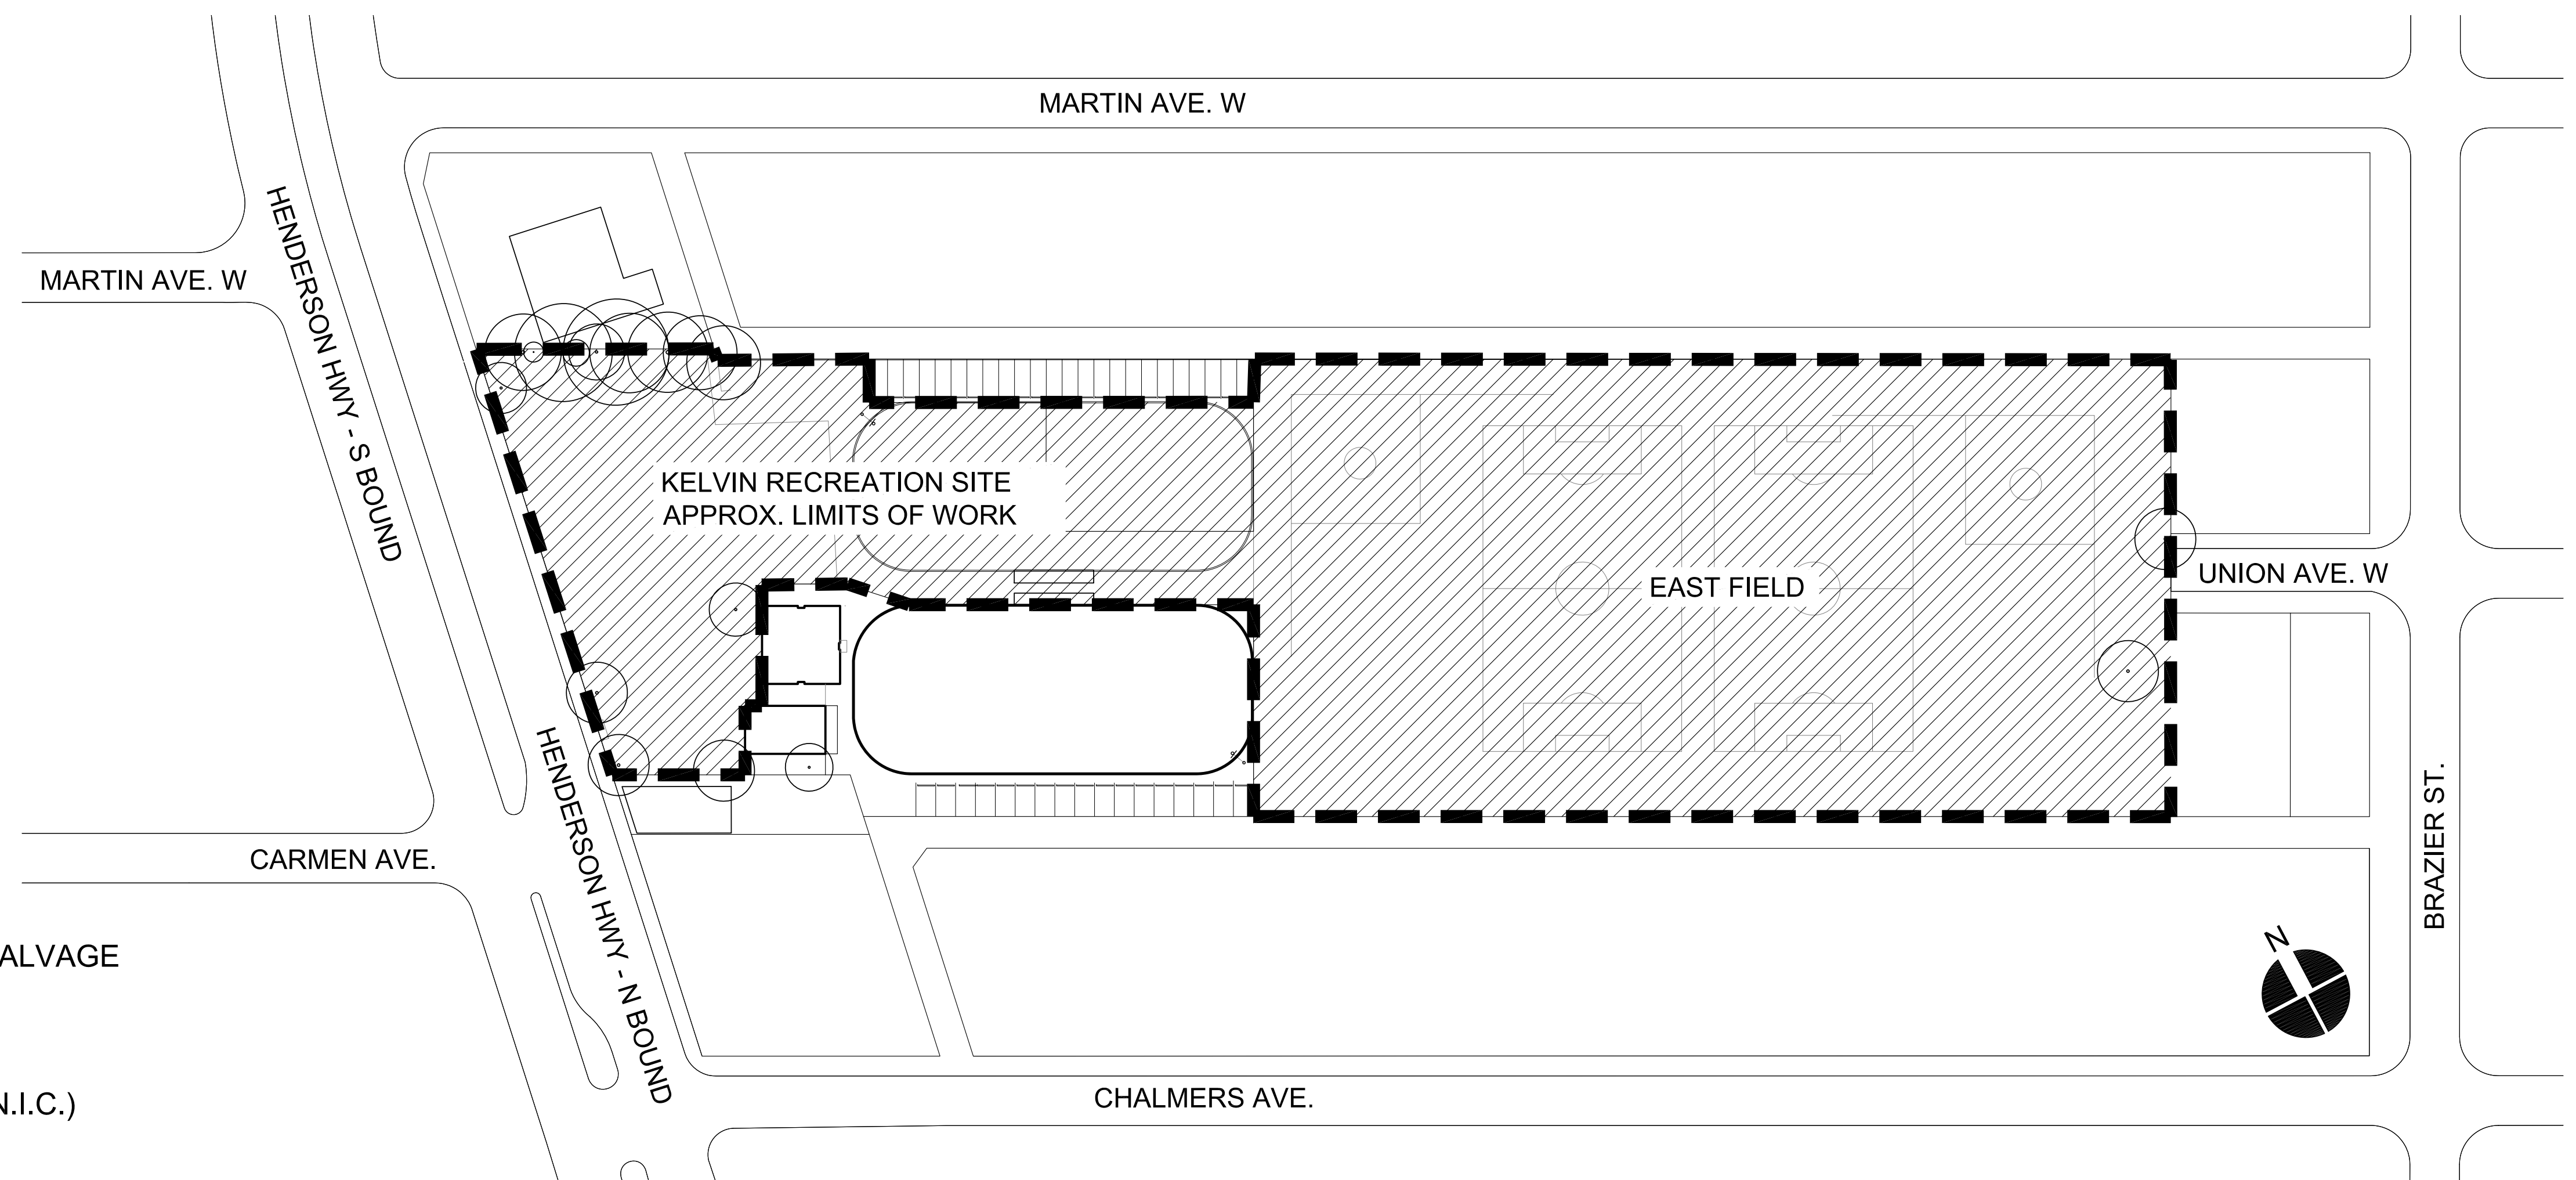 MARTIN AVE. W
MARTIN AVE. W
HENDERSON HWY - S BOUND
KELVIN RECREATION SITE
APPROX. LIMITS OF WORK
EAST FIELD
UNION AVE. W
HENDERSON HWY - N BOUND
BRAZIER ST.
CARMEN AVE.
N
ALVAGE
CHALMERS AVE.
N.I.C.)